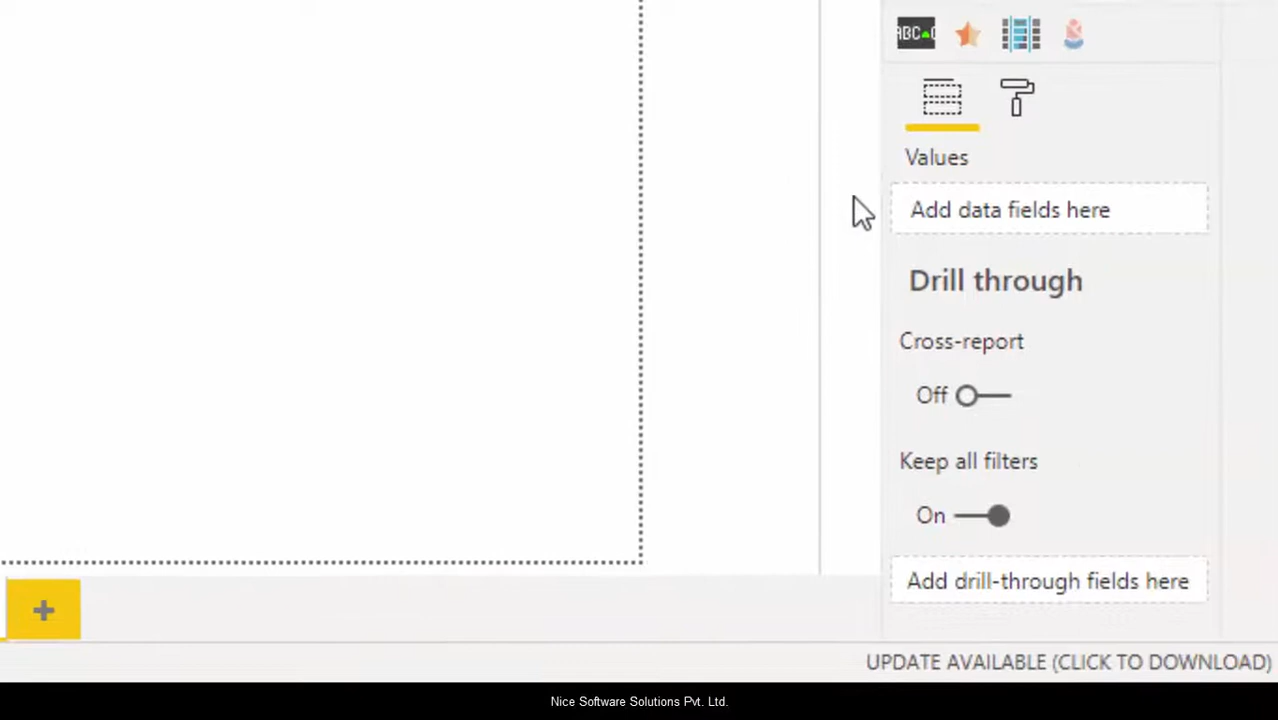 ABC
Values
Add data fields here
Drill through
Cross-report
Off
Keep all filters
On
Add drill-through fields here
UPDATE AVAILABLE (CLICK TO DOWNLOAD)
Nice Software Solutions Pvt. Ltd.